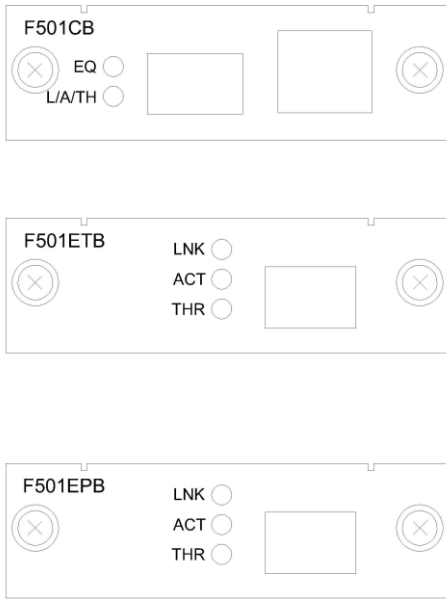 F501CB
EQ
L/A/TH
F501ETB
LNK
ACT
THR
F501EPB
LNK
ACT
THR